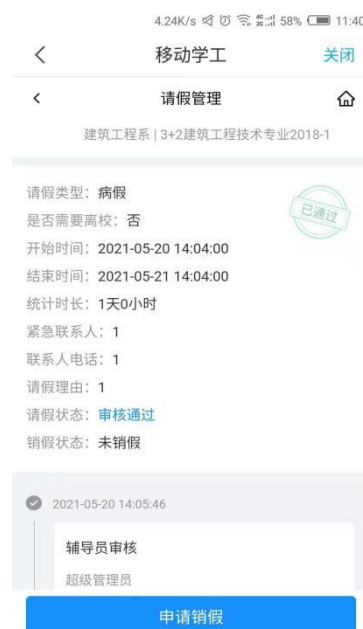 4.24K/s 58% 11:40
移动学工 关闭
请假管理
建筑工程系 | 3+2建筑工程技术专业2018-1
请假类型：病假
已通过
是否需要离校：否
开始时间：2021-05-20 14:04:00
结束时间：2021-05-21 14:04:00
统计时长：1天0小时
紧急联系人：1
联系人电话：1
请假理由：1
请假状态：审核通过
销假状态：未销假
2021-05-20 14:05:46
辅导员审核
超级管理员
申请销假